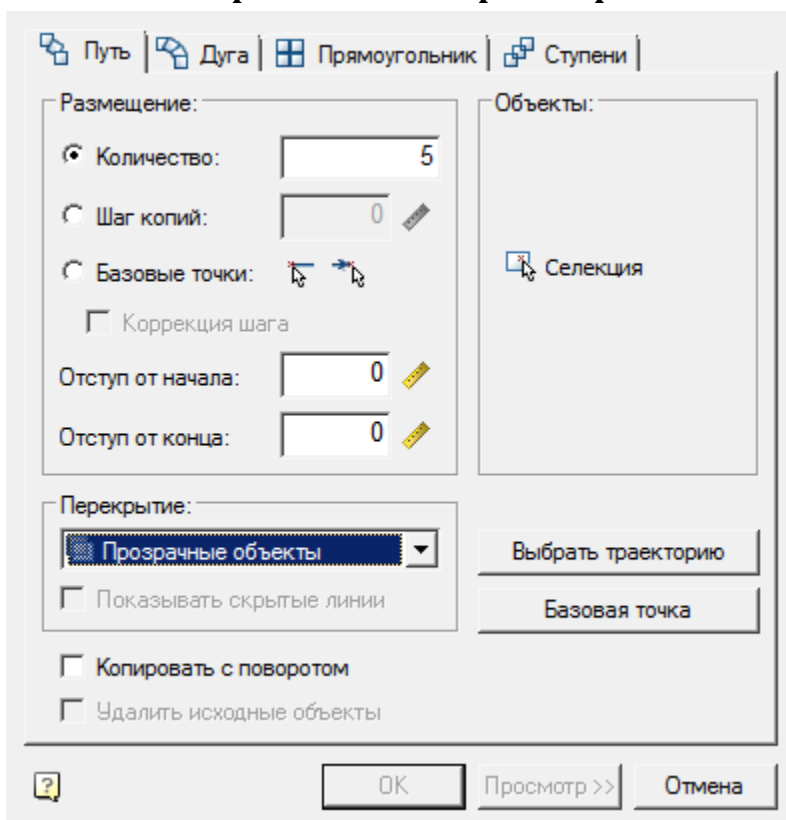 Путь Дуга Прямоугольник Ступени
Размещение:
Количество: 5
Шаг копий: 0
Базовые точки:
Коррекция шага
Отступ от начала: 0
Отступ от конца: 0
Объекты:
Селекция
Перекрытие:
Прозрачные объекты
Показывать скрытые линии
Выбрать траекторию
Базовая точка
Копировать с поворотом
Удалить исходные объекты
? OK Просмотр >> Отмена